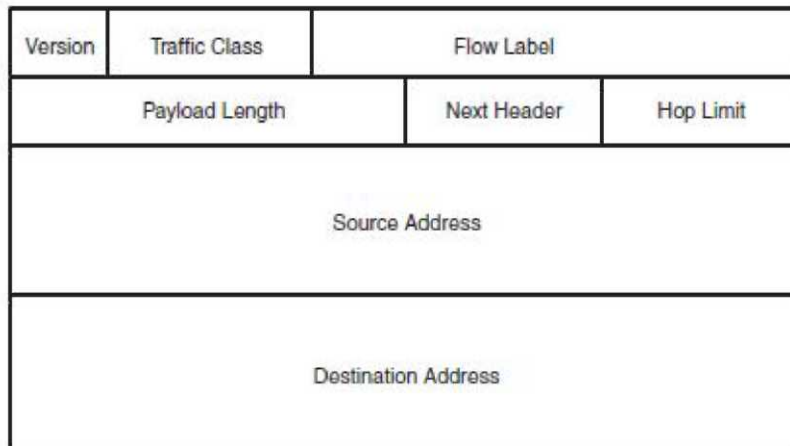 Version Traffic Class Flow Label
Payload Length Next Header Hop Limit
Source Address
Destination Address